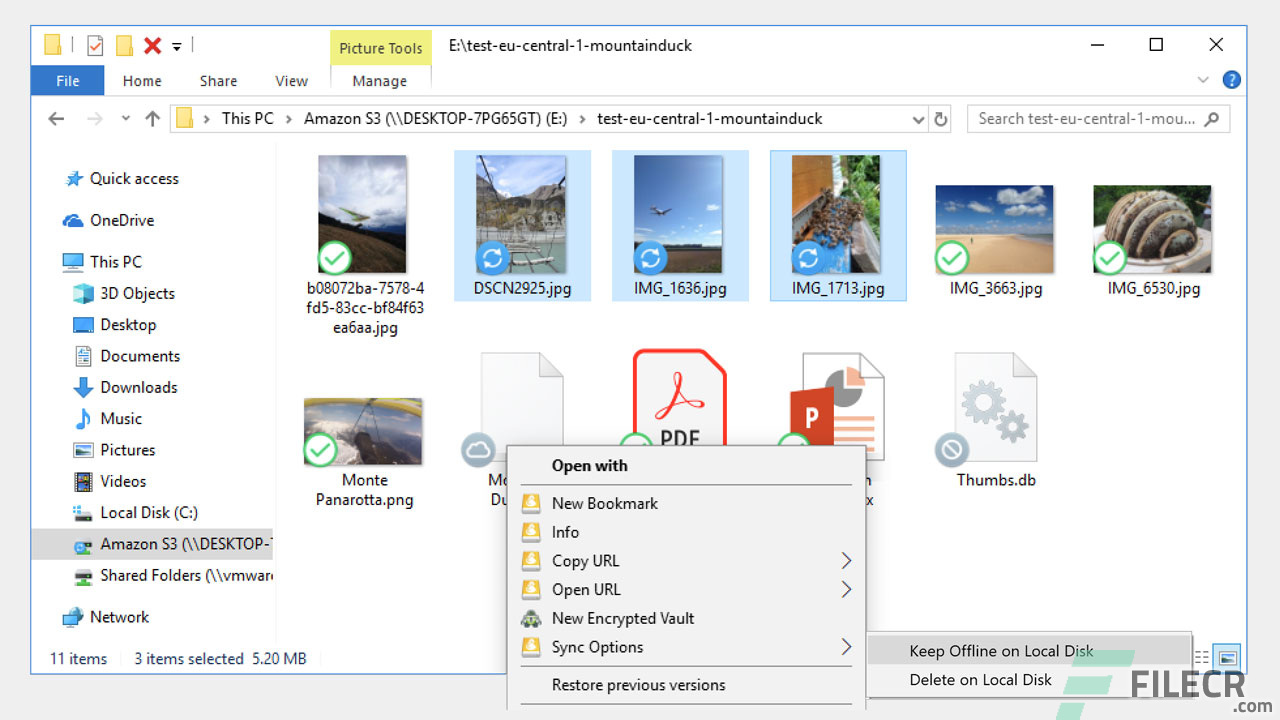 Picture Tools
E:\test-eu-central-1-mountainduck
File
Home
Share
View
Manage
?
This PC
Amazon S3 (\\DESKTOP-7PG65GT) (E:)
test-eu-central-1-mountainduck
Search test-eu-central-1-mou...
Quick access
OneDrive
This PC
3D Objects
Desktop
Documents
Downloads
Music
Pictures
Videos
Local Disk (C:)
Amazon S3 (\\DESKTOP-
Shared Folders (\\vmware
Network
b08072ba-7578-4
fd5-83cc-bf84f63
ea6aa.jpg
DSCN2925.jpg
IMG_1636.jpg
IMG_1713.jpg
IMG_3663.jpg
IMG_6530.jpg
Monte
Panarotta.png
PDF
P
Thumbs.db
Open with
New Bookmark
Info
Copy URL
Open URL
New Encrypted Vault
Sync Options
Restore previous versions
Keep Offline on Local Disk
Delete on Local Disk
11 items
3 items selected 5.20 MB
FILECR
.com